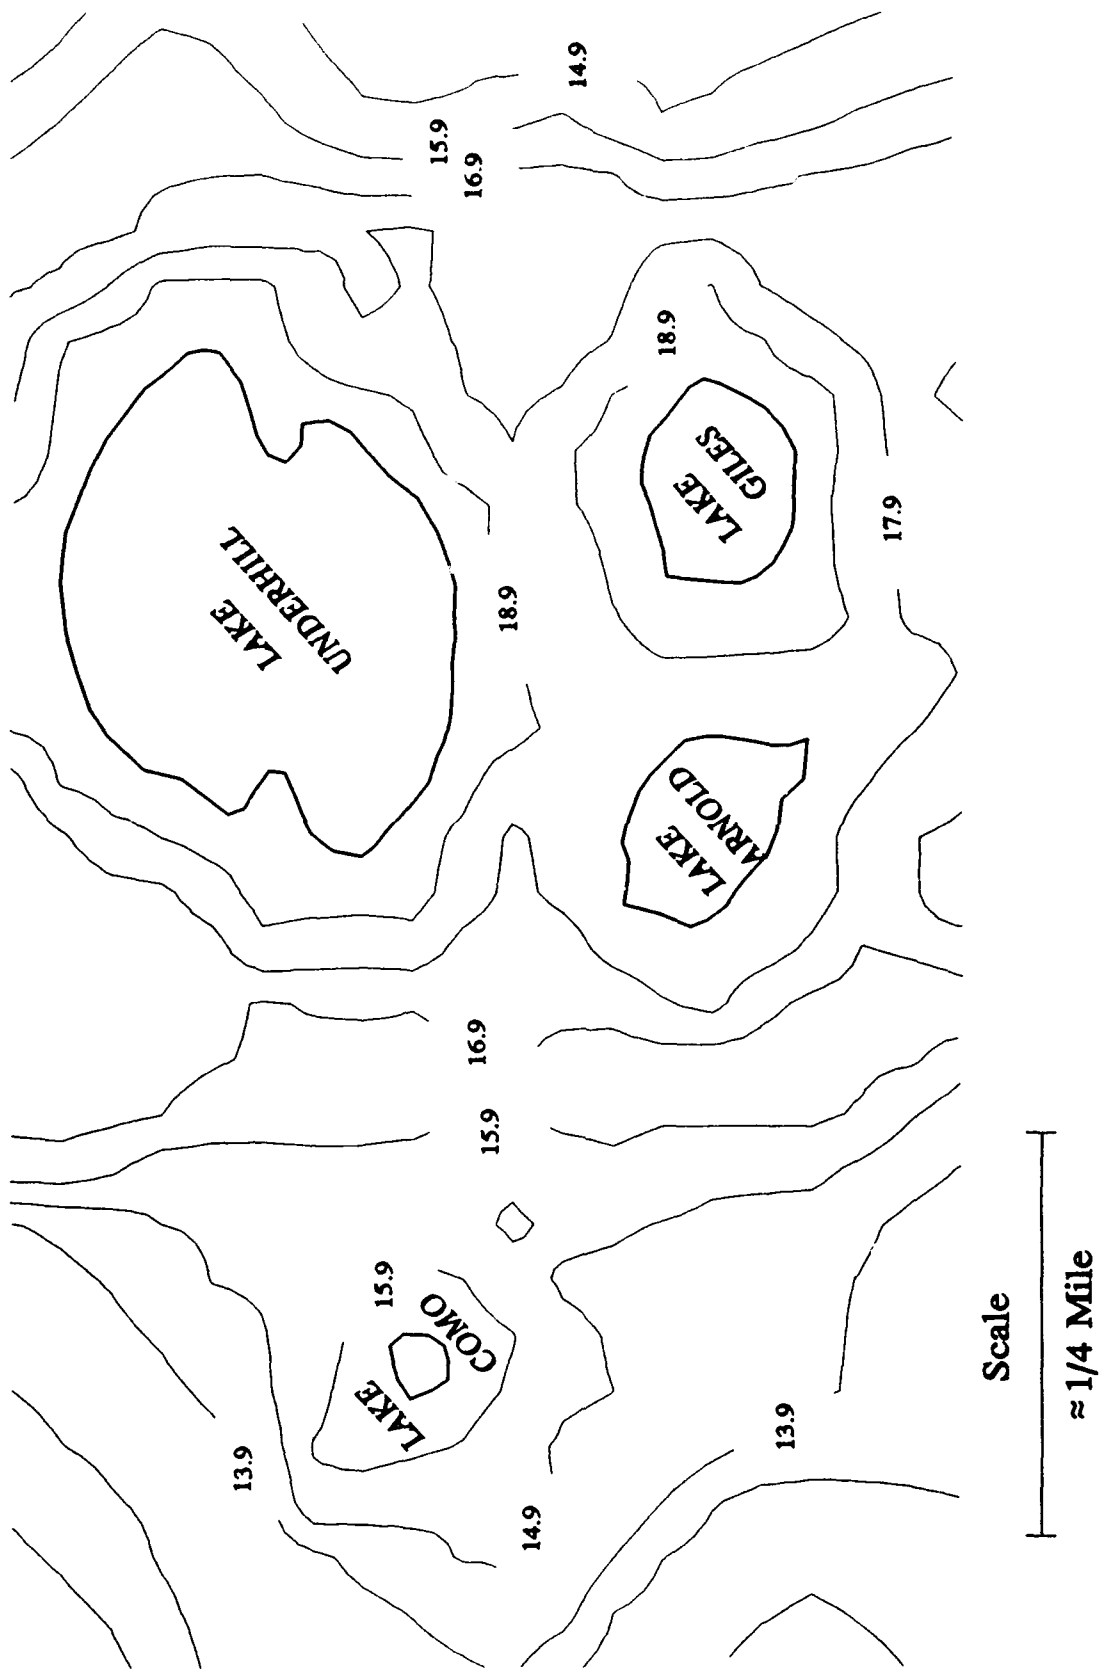 14.9
15.9
16.9
18.9
LAKE
GILES
17.9
LAKE
UNDERHILL
18.9
LAKE
ARNOLD
16.9
15.9
15.9
LAKE
COMO
13.9
14.9
13.9
Scale
≈ 1/4 Mile